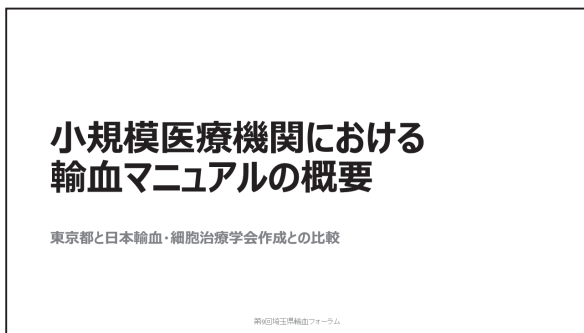 小規模医療機関における
輸血マニュアルの概要
東京都と日本輸血・細胞治療学会作成との比較
第9回埼玉県輸血フォーラム